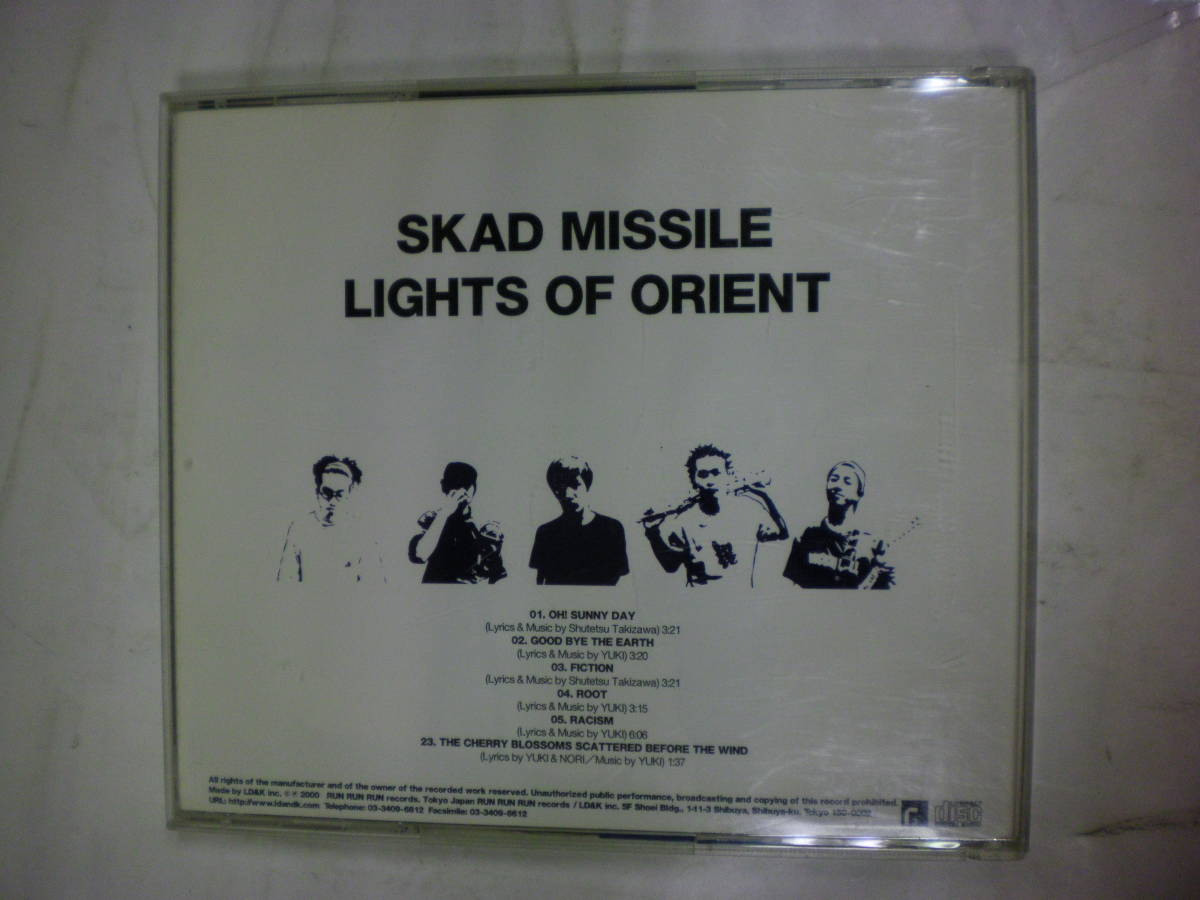 SKAD MISSILE
LIGHTS OF ORIENT
01. OH! SUNNY DAY
(Lyrics & Music by Shutetsu Takizawa) 3:21
02. GOOD BYE THE EARTH
(Lyrics & Music by YUKI) 3:20
03. FICTION
(Lyrics & Music by Shutetsu Takizawa) 3:21
04. ROOT
(Lyrics & Music by YUKI) 3:15
05. RACISM
(Lyrics & Music by YUKI) 6:06
23. THE CHERRY BLOSSOMS SCATTERED BEFORE THE WIND
(Lyrics by YUKI & NORI／Music by YUKI) 1:37
All rights of the manufacturer and of the owner of the recorded work reserved. Unauthorized public performance, broadcasting and copying of this record prohibited.
Made by LD&K inc. ©℗ 2000 RUN RUN RUN records. Tokyo Japan RUN RUN RUN records / LD&K inc. 5F Shoei Bldg., 1-11-3 Shibuya, Shibuya-ku, Tokyo 150-0002
URL: http://www.ldandk.com Telephone: 03-3409-6612 Facsimile: 03-3409-6612
disc